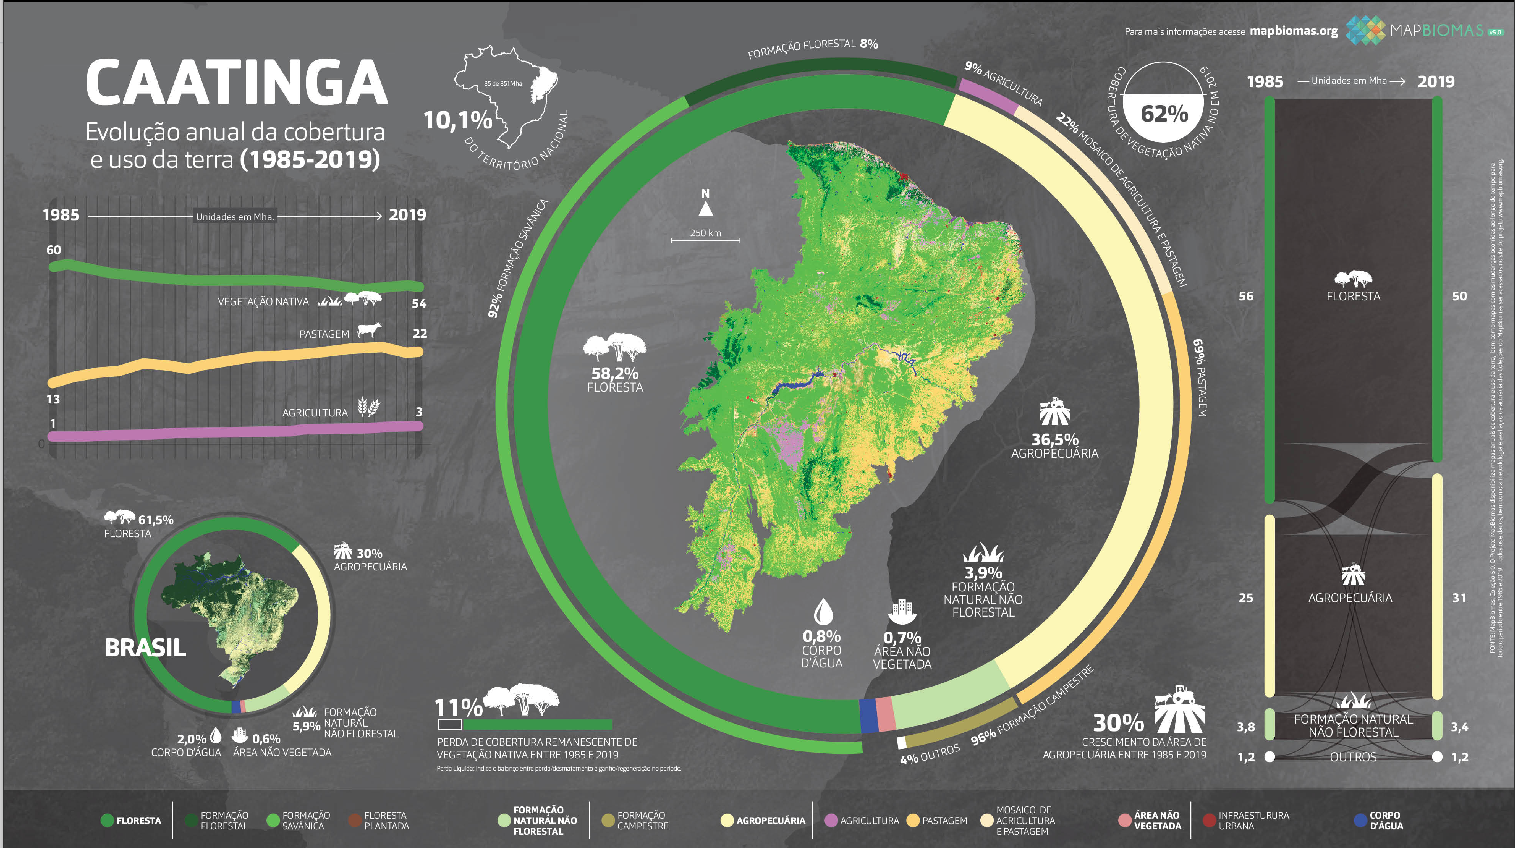 CAATINGA
Evolução anual da cobertura
e uso da terra (1985-2019)
85 de 851 Mha
10,1%
DO TERRITÓRIO NACIONAL
Para mais informações acesse mapbiomas.org
MAPBIOMAS v5.0
1985 Unidades em Mha. 2019
60
VEGETAÇÃO NATIVA
54
PASTAGEM
22
13
AGRICULTURA
3
1
0
FORMAÇÃO FLORESTAL 8%
9% AGRICULTURA
22% MOSAICO DE AGRICULTURA E PASTAGEM
69% PASTAGEM
92% FORMAÇÃO SAVÂNICA
96% FORMAÇÃO CAMPESTRE
4% OUTROS
N
250 km
58,2%
FLORESTA
36,5%
AGROPECUÁRIA
3,9%
FORMAÇÃO
NATURAL NÃO
FLORESTAL
0,8%
CORPO
D'ÁGUA
0,7%
ÁREA NÃO
VEGETADA
62%
COBERTURA DE VEGETAÇÃO NATIVA NO EM 2019
1985 Unidades em Mha 2019
56
FLORESTA
50
25
AGROPECUÁRIA
31
3,8
FORMAÇÃO NATURAL
NÃO FLORESTAL
3,4
1,2
OUTROS
1,2
61,5%
FLORESTA
30%
AGROPECUÁRIA
BRASIL
5,9%
FORMAÇÃO
NATURAL
NÃO FLORESTAL
2,0%
CORPO D'ÁGUA
0,6%
ÁREA NÃO VEGETADA
11%
PERDA DE COBERTURA REMANESCENTE DE
VEGETAÇÃO NATIVA ENTRE 1985 E 2019
30%
CRESCIMENTO DA ÁREA DE
AGROPECUÁRIA ENTRE 1985 E 2019
FLORESTA
FORMAÇÃO
FLORESTAL
FORMAÇÃO
SAVÂNICA
FLORESTA
PLANTADA
FORMAÇÃO
NATURAL NÃO
FLORESTAL
FORMAÇÃO
CAMPESTRE
AGROPECUÁRIA
AGRICULTURA
PASTAGEM
MOSAICO DE
AGRICULTURA
E PASTAGEM
ÁREA NÃO
VEGETADA
INFRAESTURURA
URBANA
CORPO
D'ÁGUA